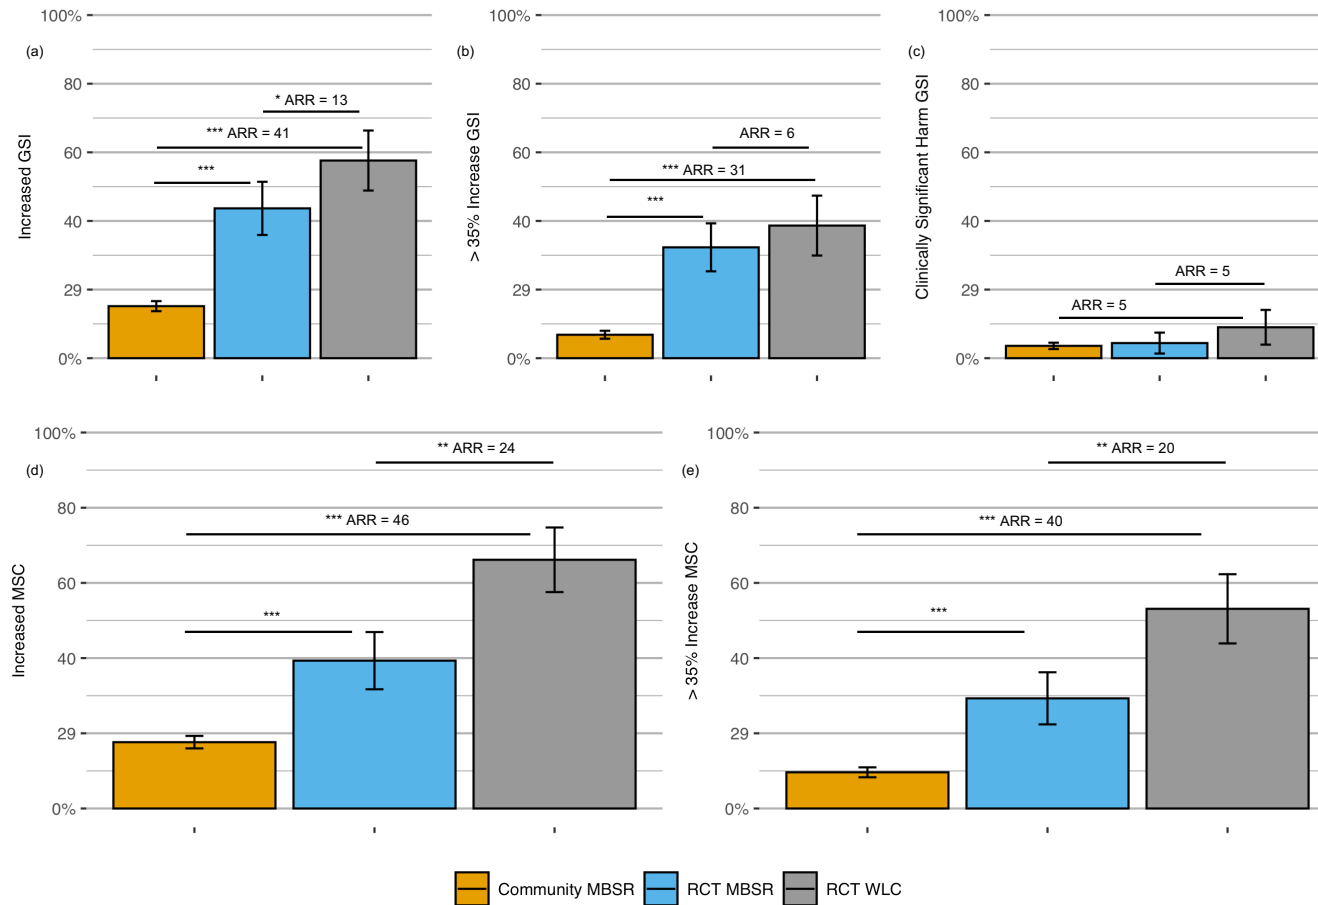 (a)
Increased GSI
100%
80
60
40
29
0%
* ARR = 13
*** ARR = 41
***
(b)
> 35% Increase GSI
100%
80
60
40
29
0%
ARR = 6
*** ARR = 31
***
(c)
Clinically Significant Harm GSI
100%
80
60
40
29
0%
ARR = 5
ARR = 5
(d)
Increased MSC
100%
80
60
40
29
0%
** ARR = 24
*** ARR = 46
***
(e)
> 35% Increase MSC
100%
80
60
40
29
0%
** ARR = 20
*** ARR = 40
***
Community MBSR RCT MBSR RCT WLC